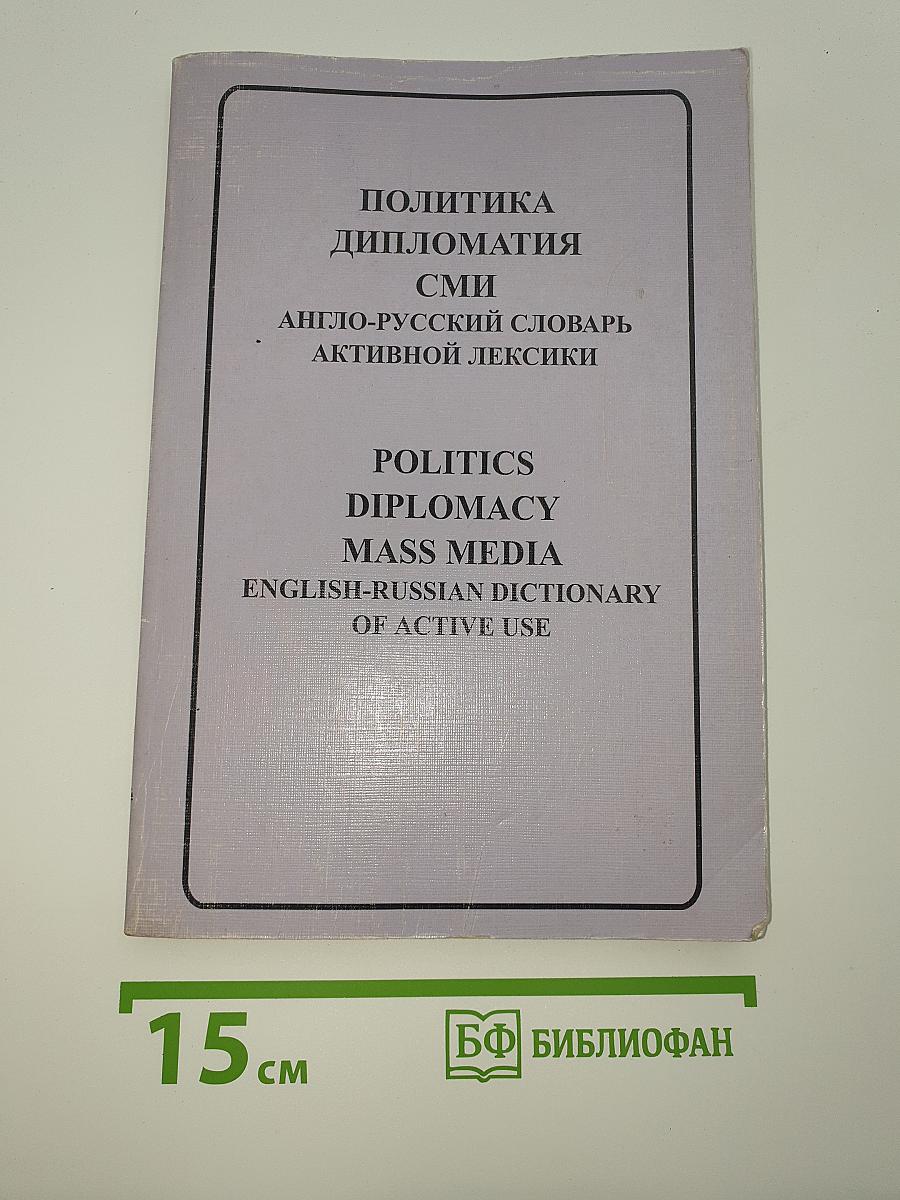 ПОЛИТИКА
ДИПЛОМАТИЯ
СМИ
АНГЛО-РУССКИЙ СЛОВАРЬ
АКТИВНОЙ ЛЕКСИКИ
POLITICS
DIPLOMACY
MASS MEDIA
ENGLISH-RUSSIAN DICTIONARY
OF ACTIVE USE
15 см
БФ БИБЛИОФАН